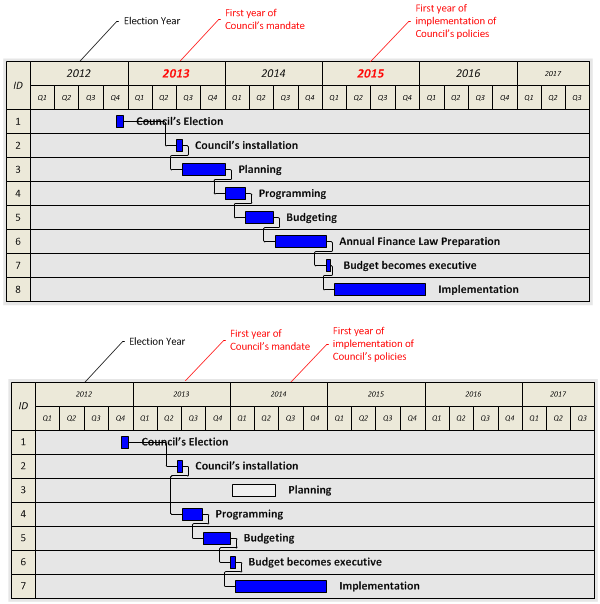 First year of
implementation of
Council's policies
First year of
Council's mandate
Election Year
ID
2012 2013 2014 2015 2016 2017
Q1 Q2 Q3 Q4 Q1 Q2 Q3 Q4 Q1 Q2 Q3 Q4 Q1 Q2 Q3 Q4 Q1 Q2 Q3 Q4 Q1 Q2 Q3
1 Council's Election
2 Council's installation
3 Planning
4 Programming
5 Budgeting
6 Annual Finance Law Preparation
7 Budget becomes executive
8 Implementation
First year of
implementation of
Council's policies
First year of
Council's mandate
Election Year
ID
2012 2013 2014 2015 2016 2017
Q1 Q2 Q3 Q4 Q1 Q2 Q3 Q4 Q1 Q2 Q3 Q4 Q1 Q2 Q3 Q4 Q1 Q2 Q3 Q4 Q1 Q2 Q3
1 Council's Election
2 Council's installation
3 Planning
4 Programming
5 Budgeting
6 Budget becomes executive
7 Implementation